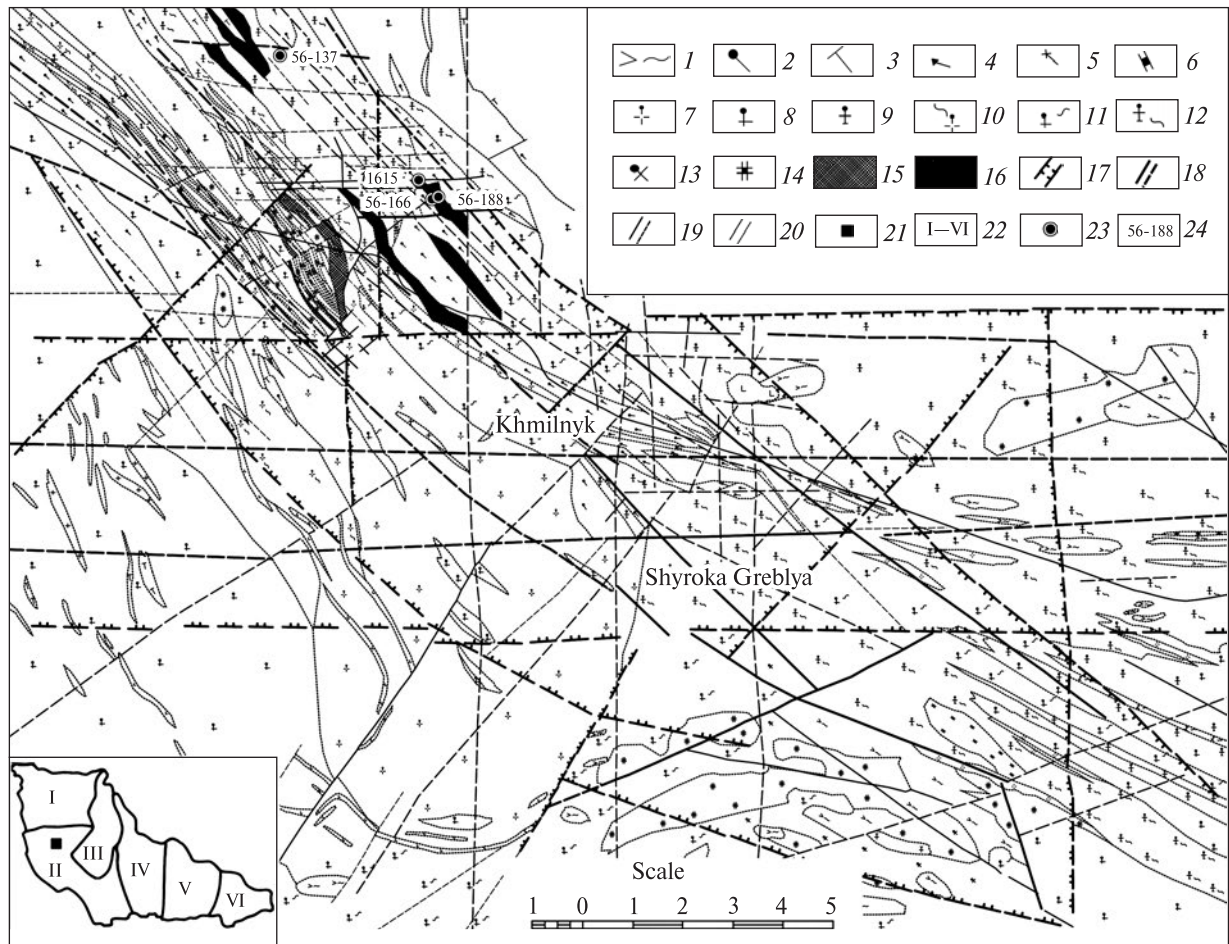 56-137
1 2 3 4 5 6
7 8 9 10 11 12
13 14 15 16 17 18
19 20 21 I—VI 22 23 56-188 24
1615
56-166 56-188
Khmilnyk
Shyroka Greblya
I
II
III
IV
V
VI
Scale
1 0 1 2 3 4 5